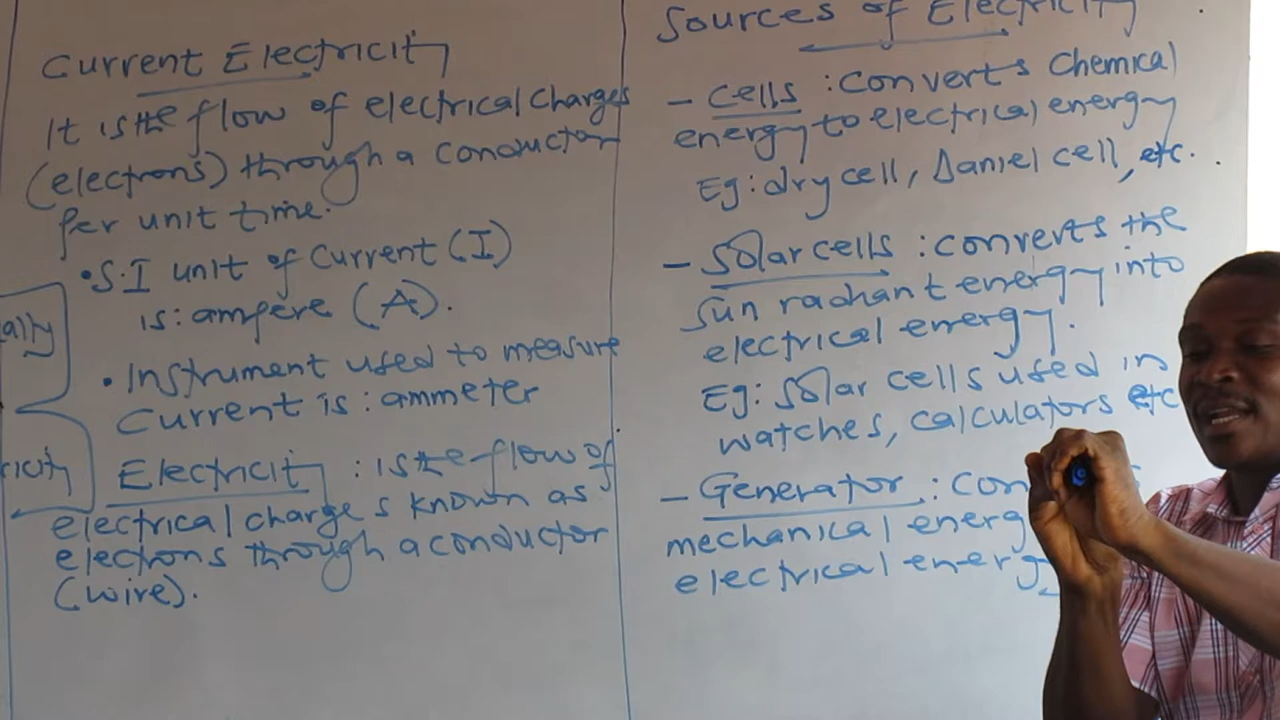 Current Electricity
It is the flow of electrical charges
(electrons) through a conductor
per unit time.
• S.I unit of Current (I)
is: ampere (A).
ally
• Instrument used to measure
Current is: ammeter
Electricity : is the flow of
icity
electrical charges known as
electrons through a conductor
(wire).
Sources of Electricity
- Cells : converts Chemical
energy to electrical energy
Eg: dry cell, Daniel cell, etc.
- Solar cells : converts the
Sun radiant energy into
electrical energy.
Eg: Solar cells used in
watches, calculators etc
- Generator : con
mechanical energ
electrical energy